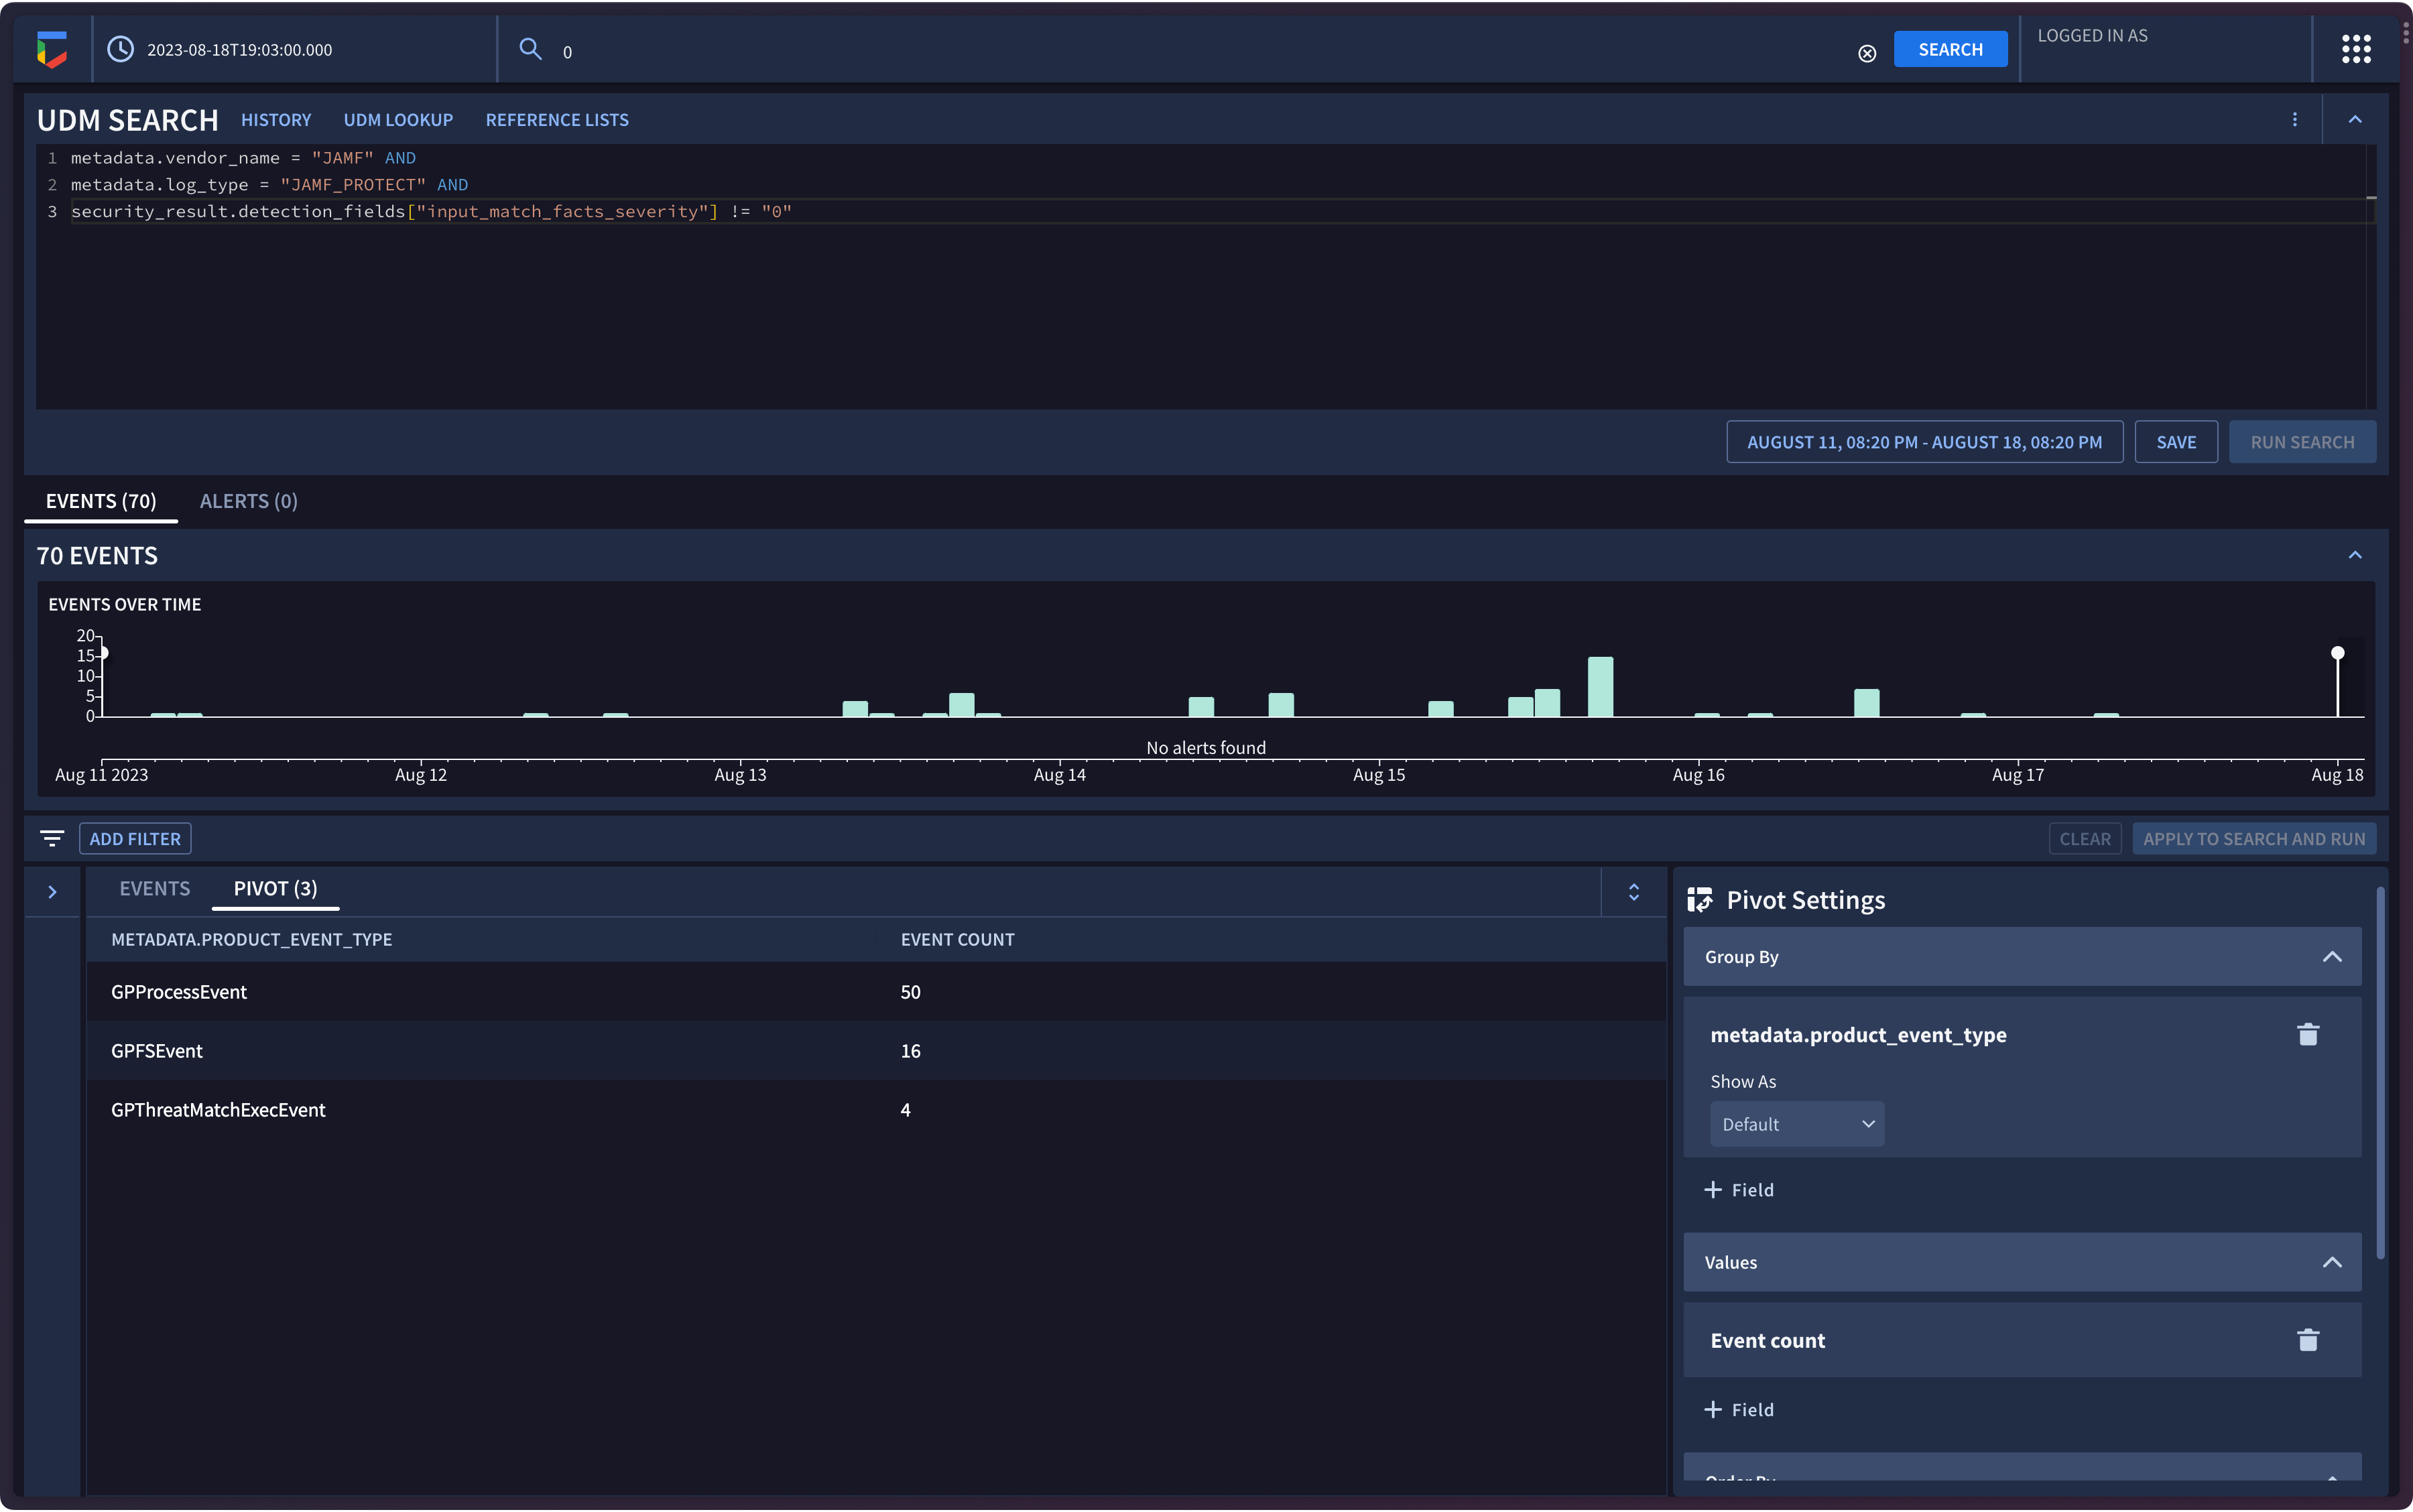 2023-08-18T19:03:00.000
0
SEARCH
LOGGED IN AS
UDM SEARCH HISTORY UDM LOOKUP REFERENCE LISTS
1 metadata.vendor_name = "JAMF" AND
2 metadata.log_type = "JAMF_PROTECT" AND
3 security_result.detection_fields["input_match_facts_severity"] != "0"
AUGUST 11, 08:20 PM - AUGUST 18, 08:20 PM SAVE RUN SEARCH
EVENTS (70) ALERTS (0)
70 EVENTS
EVENTS OVER TIME
20
15
10
5
0
No alerts found
Aug 11 2023 Aug 12 Aug 13 Aug 14 Aug 15 Aug 16 Aug 17 Aug 18
ADD FILTER CLEAR APPLY TO SEARCH AND RUN
EVENTS PIVOT (3)
METADATA.PRODUCT_EVENT_TYPE EVENT COUNT
GPProcessEvent 50
GPFSEvent 16
GPThreatMatchExecEvent 4
Pivot Settings
Group By
metadata.product_event_type
Show As
Default
Field
Values
Event count
Field
Order By